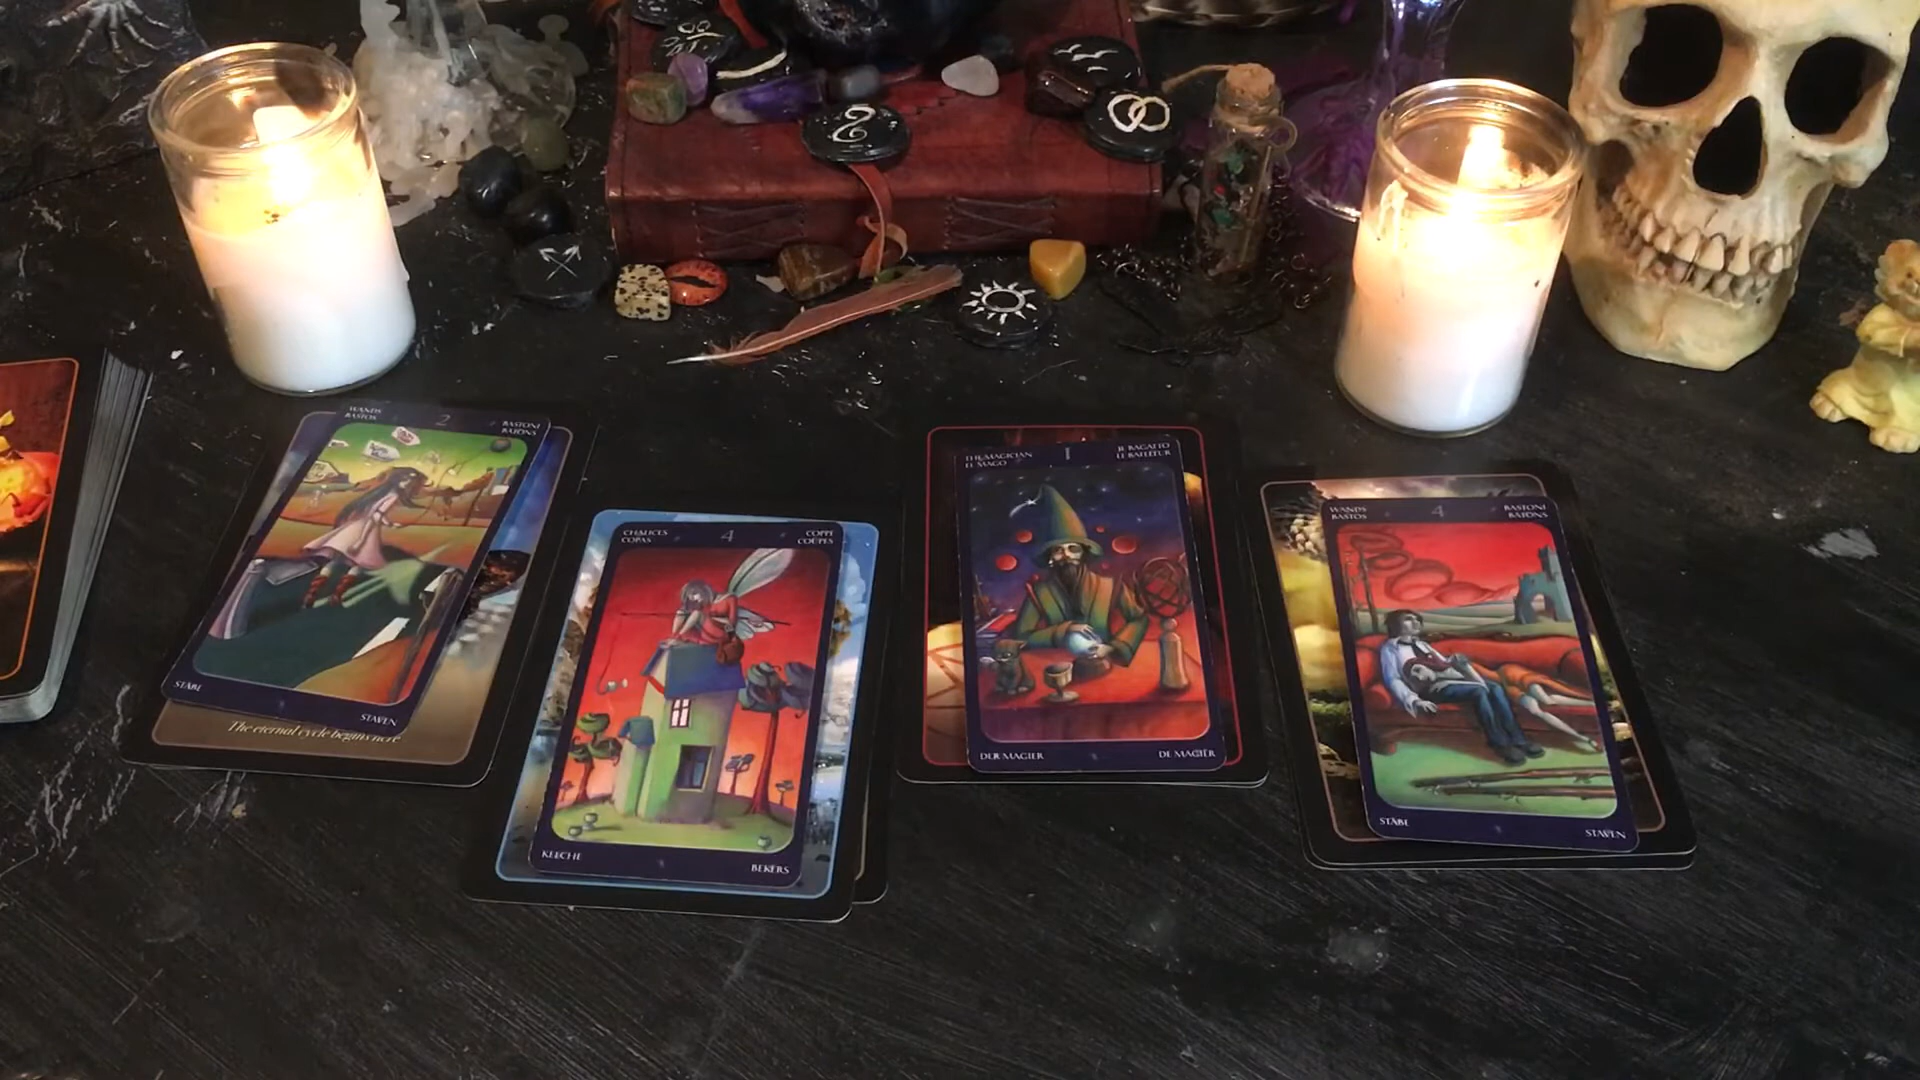 WANDS
BASTOS
2
BASTONI
BATONS
STÄBE
STAVEN
The eternal cycle begins here
CHALICES
COPAS
4
COPPE
COUPES
KELCHE
BEKERS
THE MAGICIAN
EL MAGO
I
IL BAGATTO
LE BATELEUR
DER MAGIER
DE MAGIËR
WANDS
BASTOS
4
BASTONI
BATONS
STÄBE
STAVEN